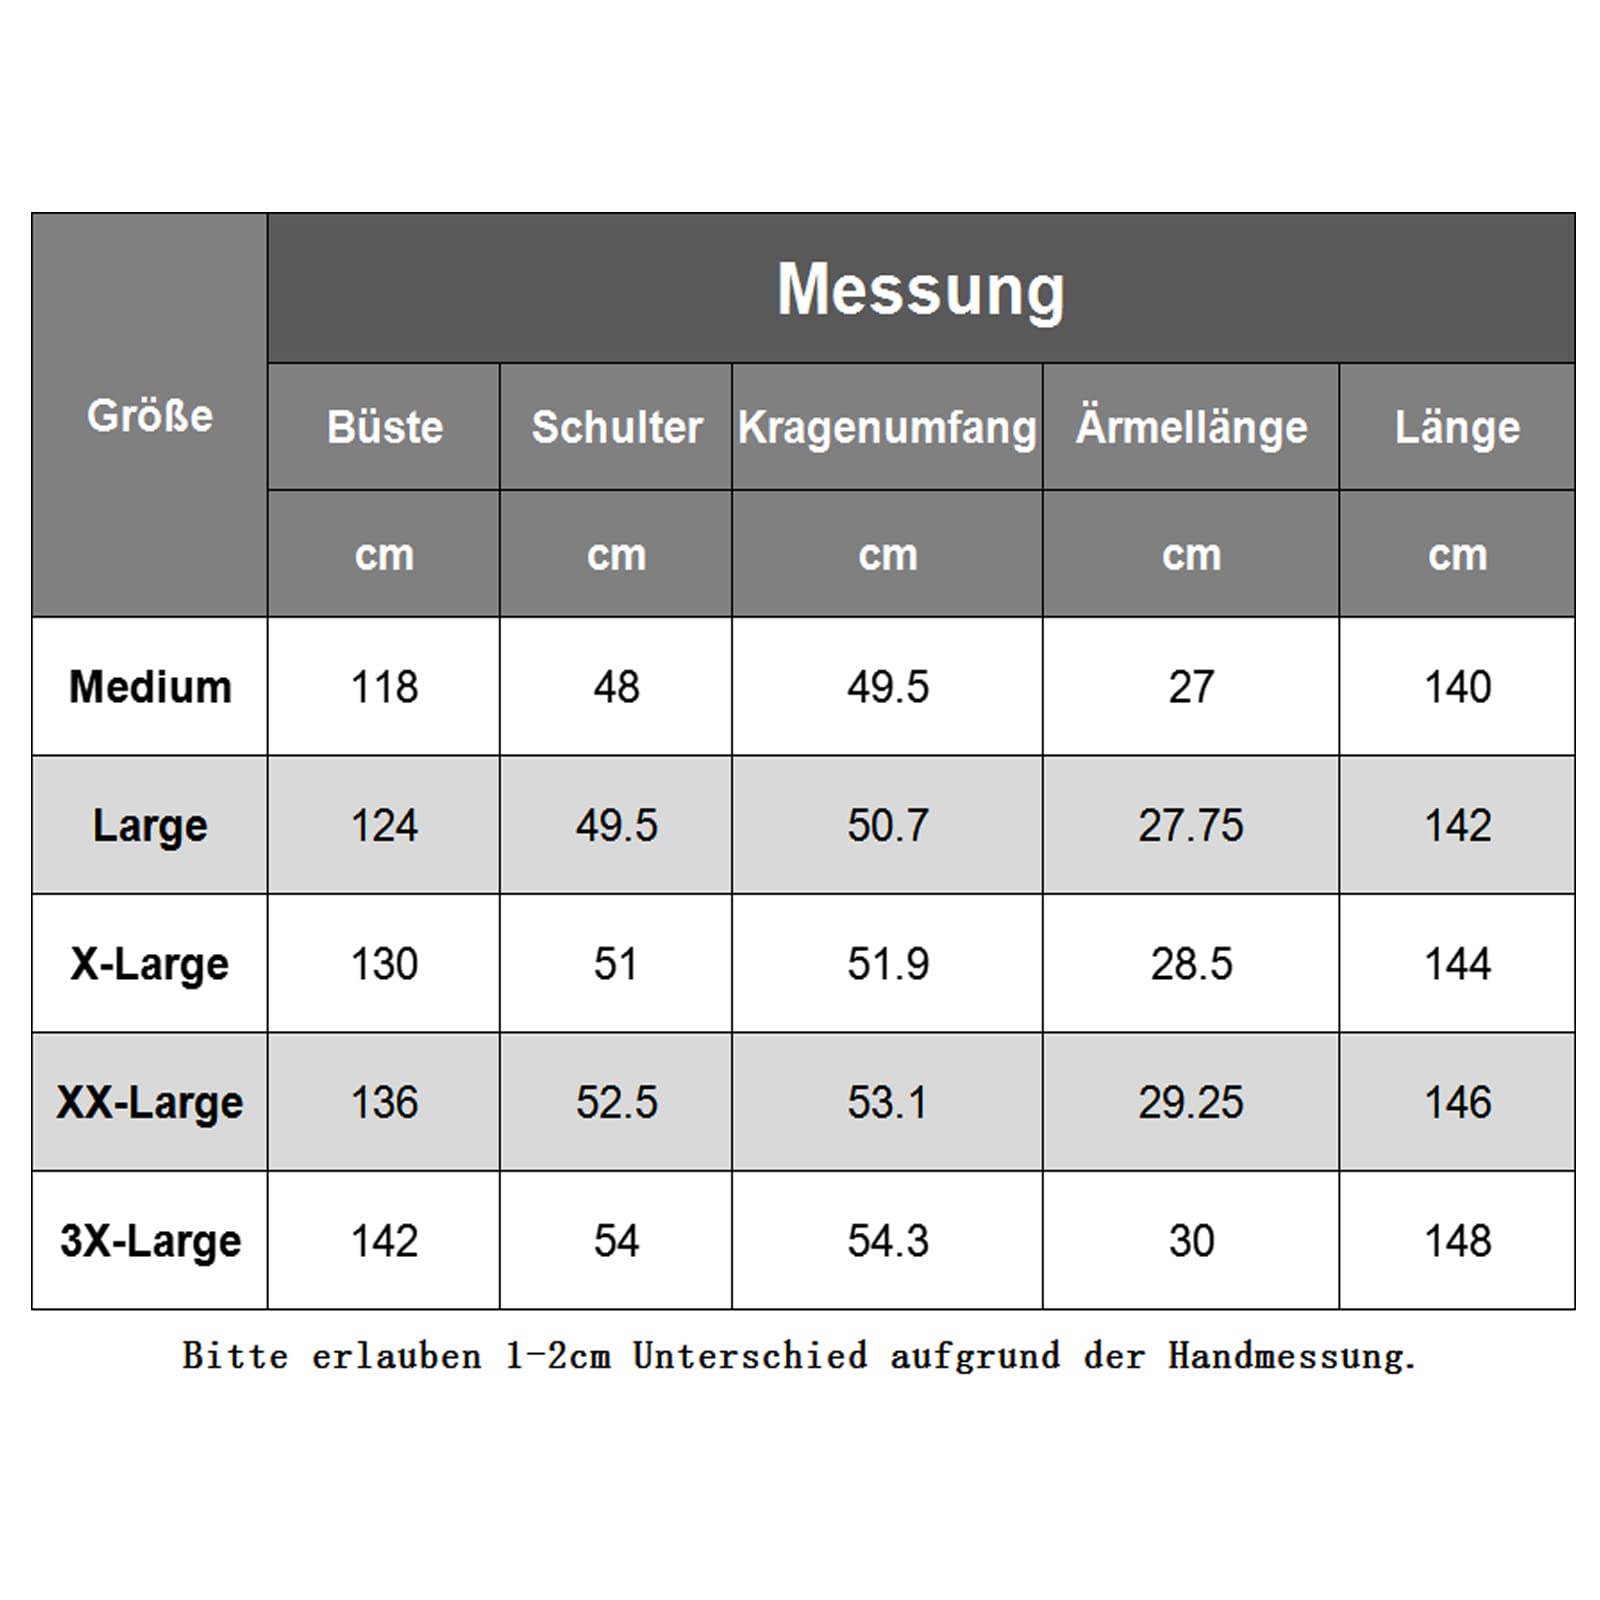 Messung
Größe
Büste Schulter Kragenumfang Ärmellänge Länge
cm cm cm cm cm
Medium 118 48 49.5 27 140
Large 124 49.5 50.7 27.75 142
X-Large 130 51 51.9 28.5 144
XX-Large 136 52.5 53.1 29.25 146
3X-Large 142 54 54.3 30 148
Bitte erlauben 1-2cm Unterschied aufgrund der Handmessung.